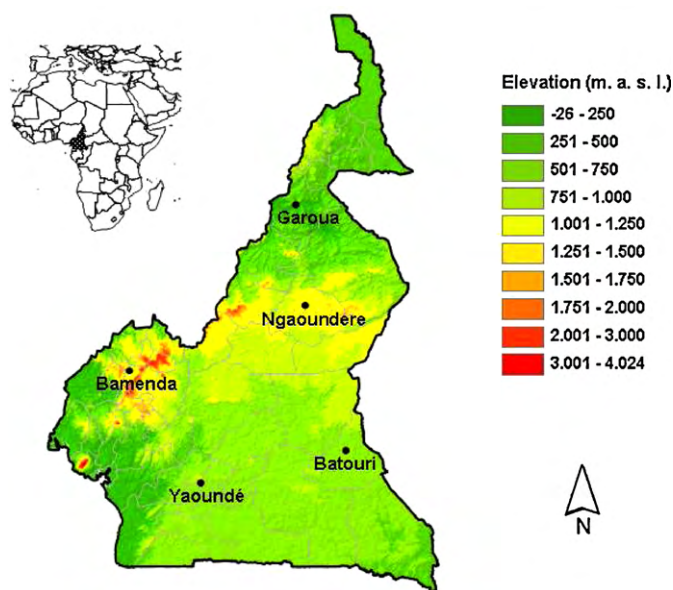 Elevation (m. a. s. l.)
-26 - 250
251 - 500
501 - 750
751 - 1.000
1.001 - 1.250
1.251 - 1.500
1.501 - 1.750
1.751 - 2.000
2.001 - 3.000
3.001 - 4.024
Garoua
Ngaoundere
Bamenda
Batouri
Yaoundé
N